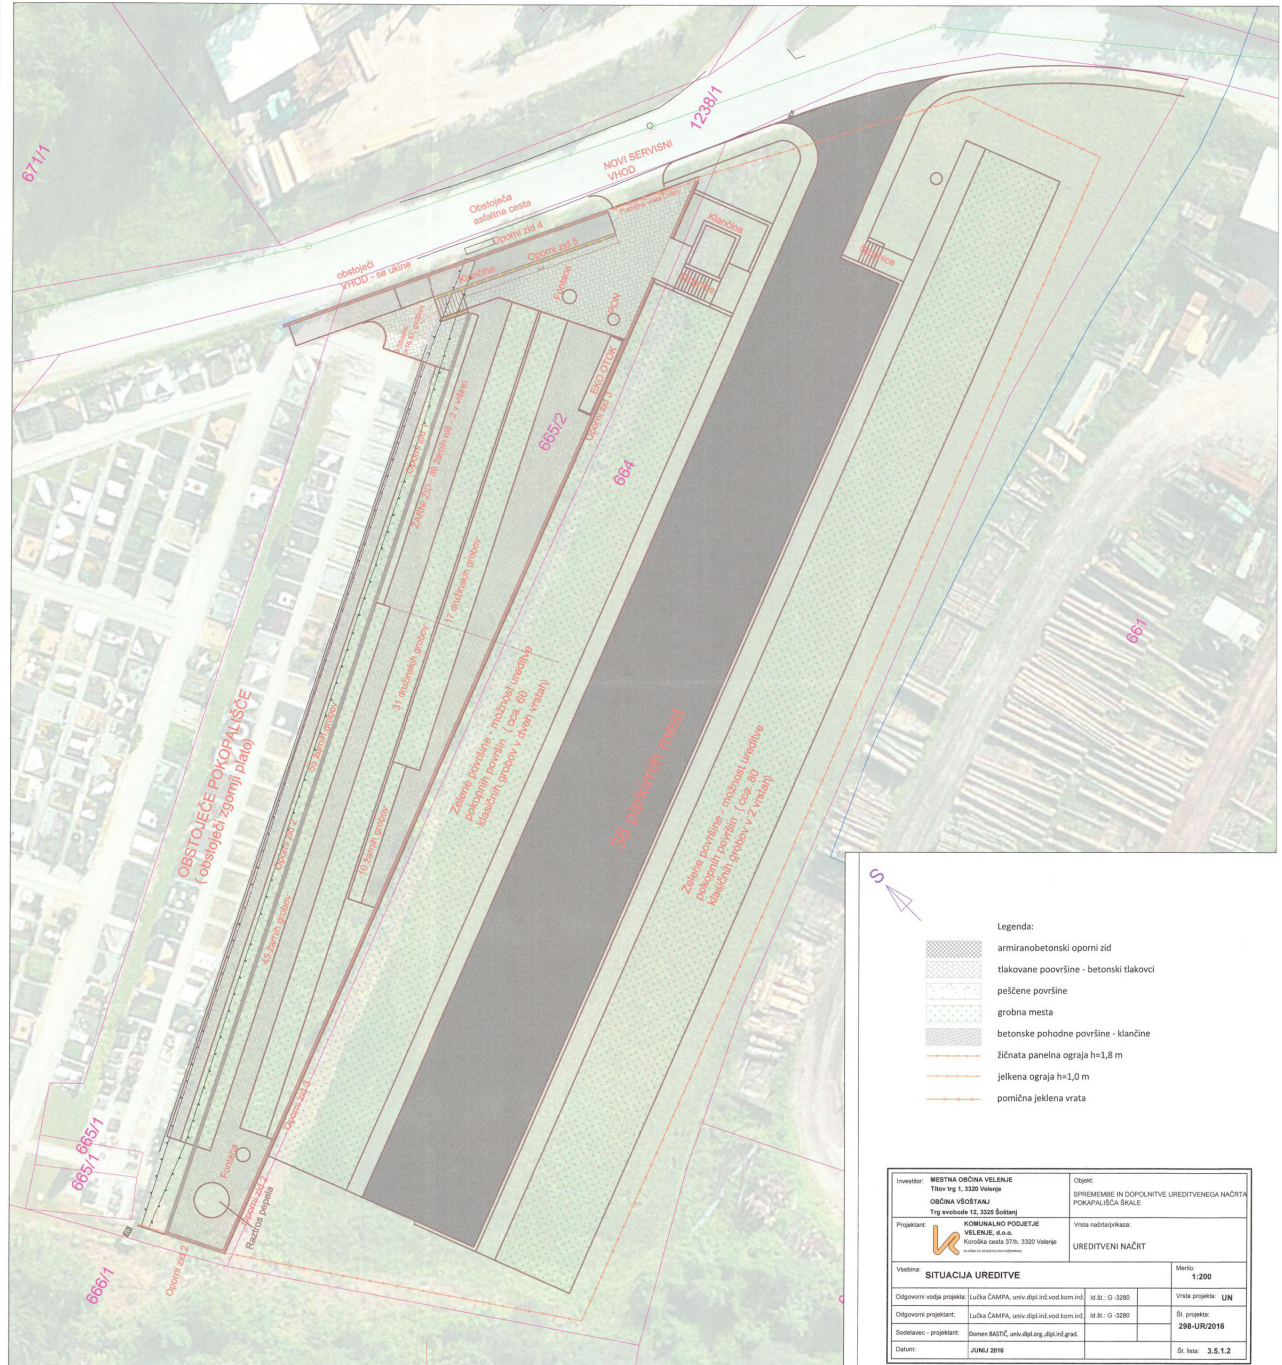 671/1
1238/1
NOVI SERVISNI
VHOD
Obstoječa
asfaltna cesta
Oporni zid 4
Oporni zid 5
obstoječi
VHOD - se ukine
Klančina
Klančina
Fontana
EKO OTOK
Oporni zid 3
665/2
664
ŽARNI ZID - 66 žarnih niš - 2 v višino
17 družinskih grobov
31 družinskih grobov
16 žarnih grobov
Oporni zid 2
45 žarnih grobov
OBSTOJEČE POKOPALIŠČE
( obstoječi zgornji plato)
Zelene površine - možnost ureditve
pokopnih površin ( cca. 60
klasičnih grobov v dveh vrstah)
38 parkirnih mest
Zelene površine - možnost ureditve
pokopnih površin ( cca. 80
klasičnih grobov v 2 vrstah)
661
665/1
665/1
666/1
Fontana
Oporni zid 3
Oporni zid 2
Raztros pepela
Oporni zid 2
S
Legenda:
armiranobetonski oporni zid
tlakovane poovršine - betonski tlakovci
peščene površine
grobna mesta
betonske pohodne površine - klančine
žičnata panelna ograja h=1,8 m
jelkena ograja h=1,0 m
pomična jeklena vrata
Investitor: MESTNA OBČINA VELENJE
Titov trg 1, 3320 Velenje
OBČINA VŠOŠTANJ
Trg svobode 12, 3325 Šoštanj
Objekt:
SPREMEMBE IN DOPOLNITVE UREDITVENEGA NAČRTA
POKAPALIŠČA ŠKALE
Projektant: KOMUNALNO PODJETJE
VELENJE, d.o.o.
Koroška cesta 37/b, 3320 Velenje
Vrsta načrta/prikaza:
UREDITVENI NAČRT
Vsebina: SITUACIJA UREDITVE
Merilo:
1:200
Odgovorni vodja projekta: Lučka ČAMPA, univ.dipl.inž.vod.kom.inž. Id.št.: G -3280
Vrsta projekta: UN
Odgovorni projektant: Lučka ČAMPA, univ.dipl.inž.vod.kom.inž. Id.št.: G -3280
Št. projekta:
298-UR/2016
Sodelavec - projektant: Domen BASTIČ, univ.dipl.org.,dipl.inž.grad.
Datum: JUNIJ 2016
Št. lista: 3.5.1.2